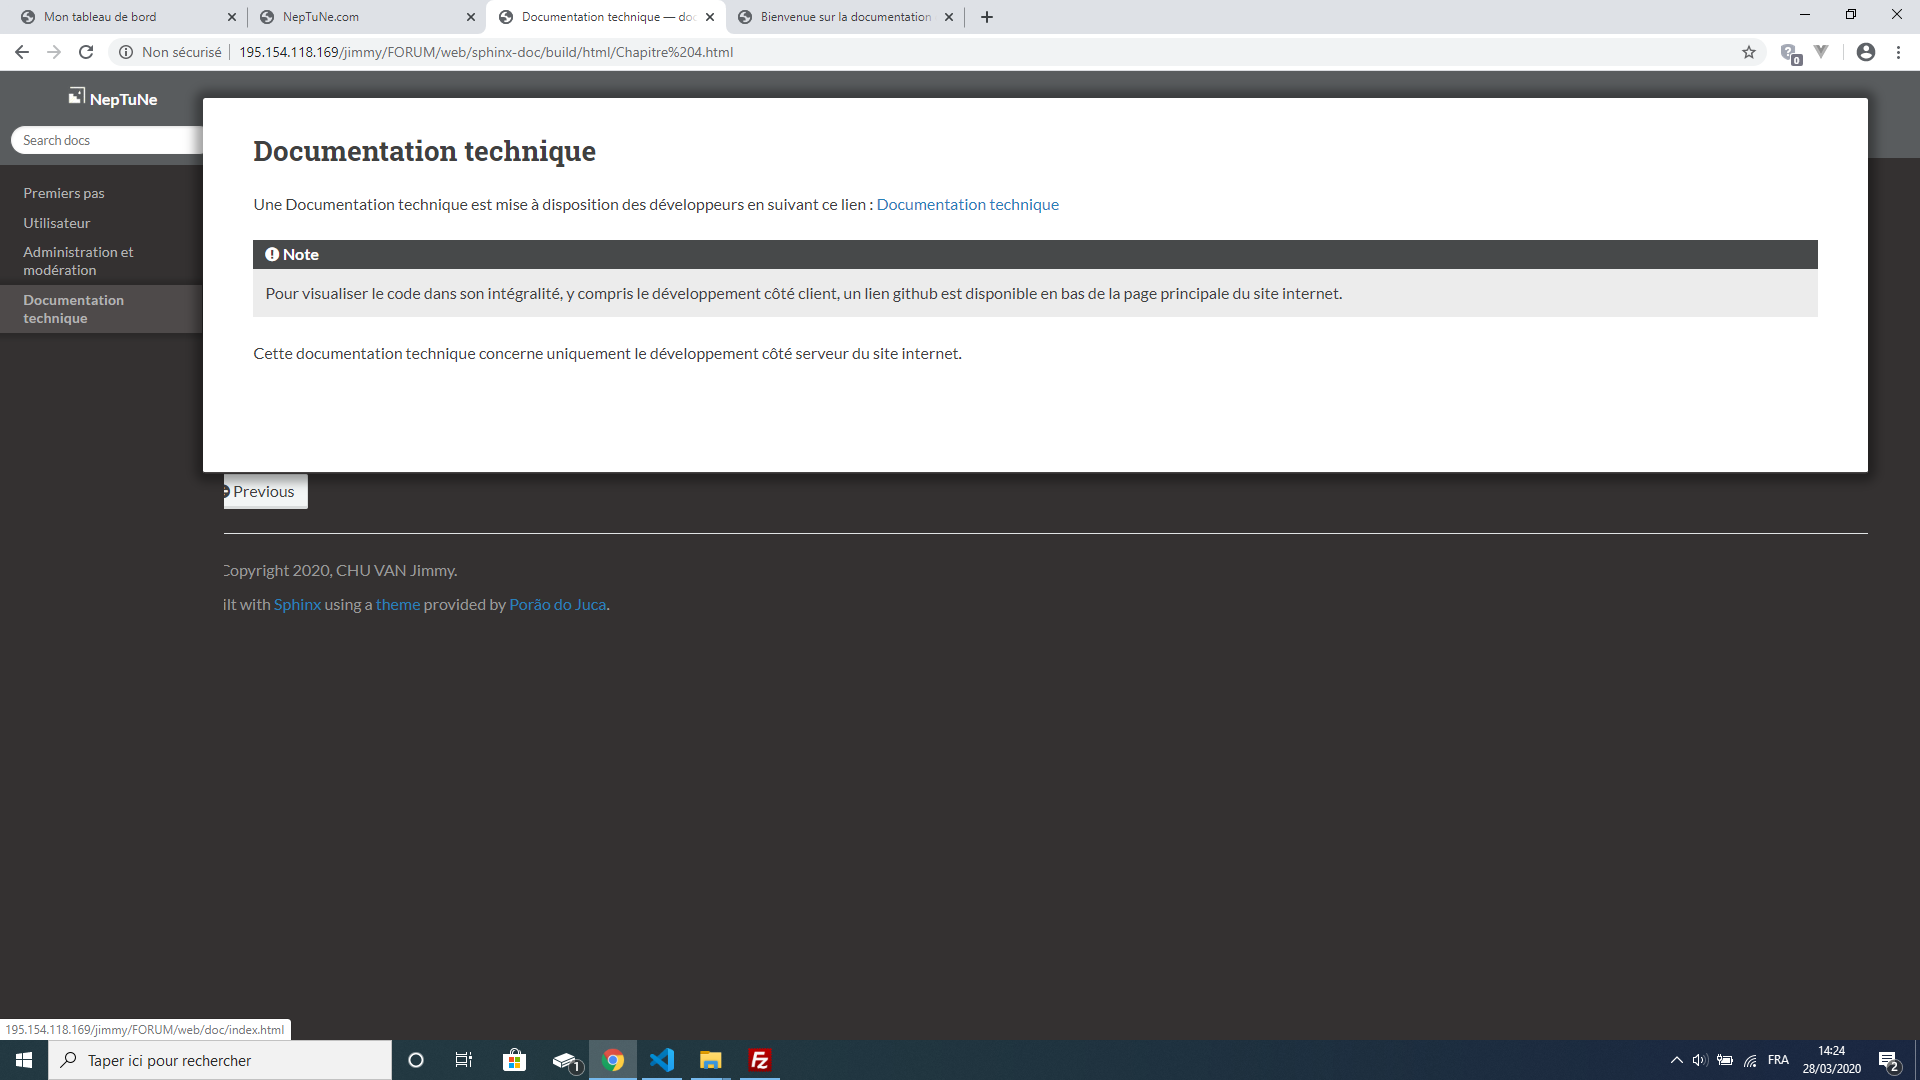 Mon tableau de bord
NepTuNe.com
Documentation technique — doc
Bienvenue sur la documentation
Non sécurisé
195.154.118.169/jimmy/FORUM/web/sphinx-doc/build/html/Chapitre%204.html
0
NepTuNe
Search docs
Premiers pas
Utilisateur
Administration et
modération
Documentation
technique
Documentation technique
Une Documentation technique est mise à disposition des développeurs en suivant ce lien : Documentation technique
Note
Pour visualiser le code dans son intégralité, y compris le développement côté client, un lien github est disponible en bas de la page principale du site internet.
Cette documentation technique concerne uniquement le développement côté serveur du site internet.
Previous
Copyright 2020, CHU VAN Jimmy.
ilt with Sphinx using a theme provided by Porão do Juca.
195.154.118.169/jimmy/FORUM/web/doc/index.html
Taper ici pour rechercher
1
Fz
FRA
14:24
28/03/2020
2